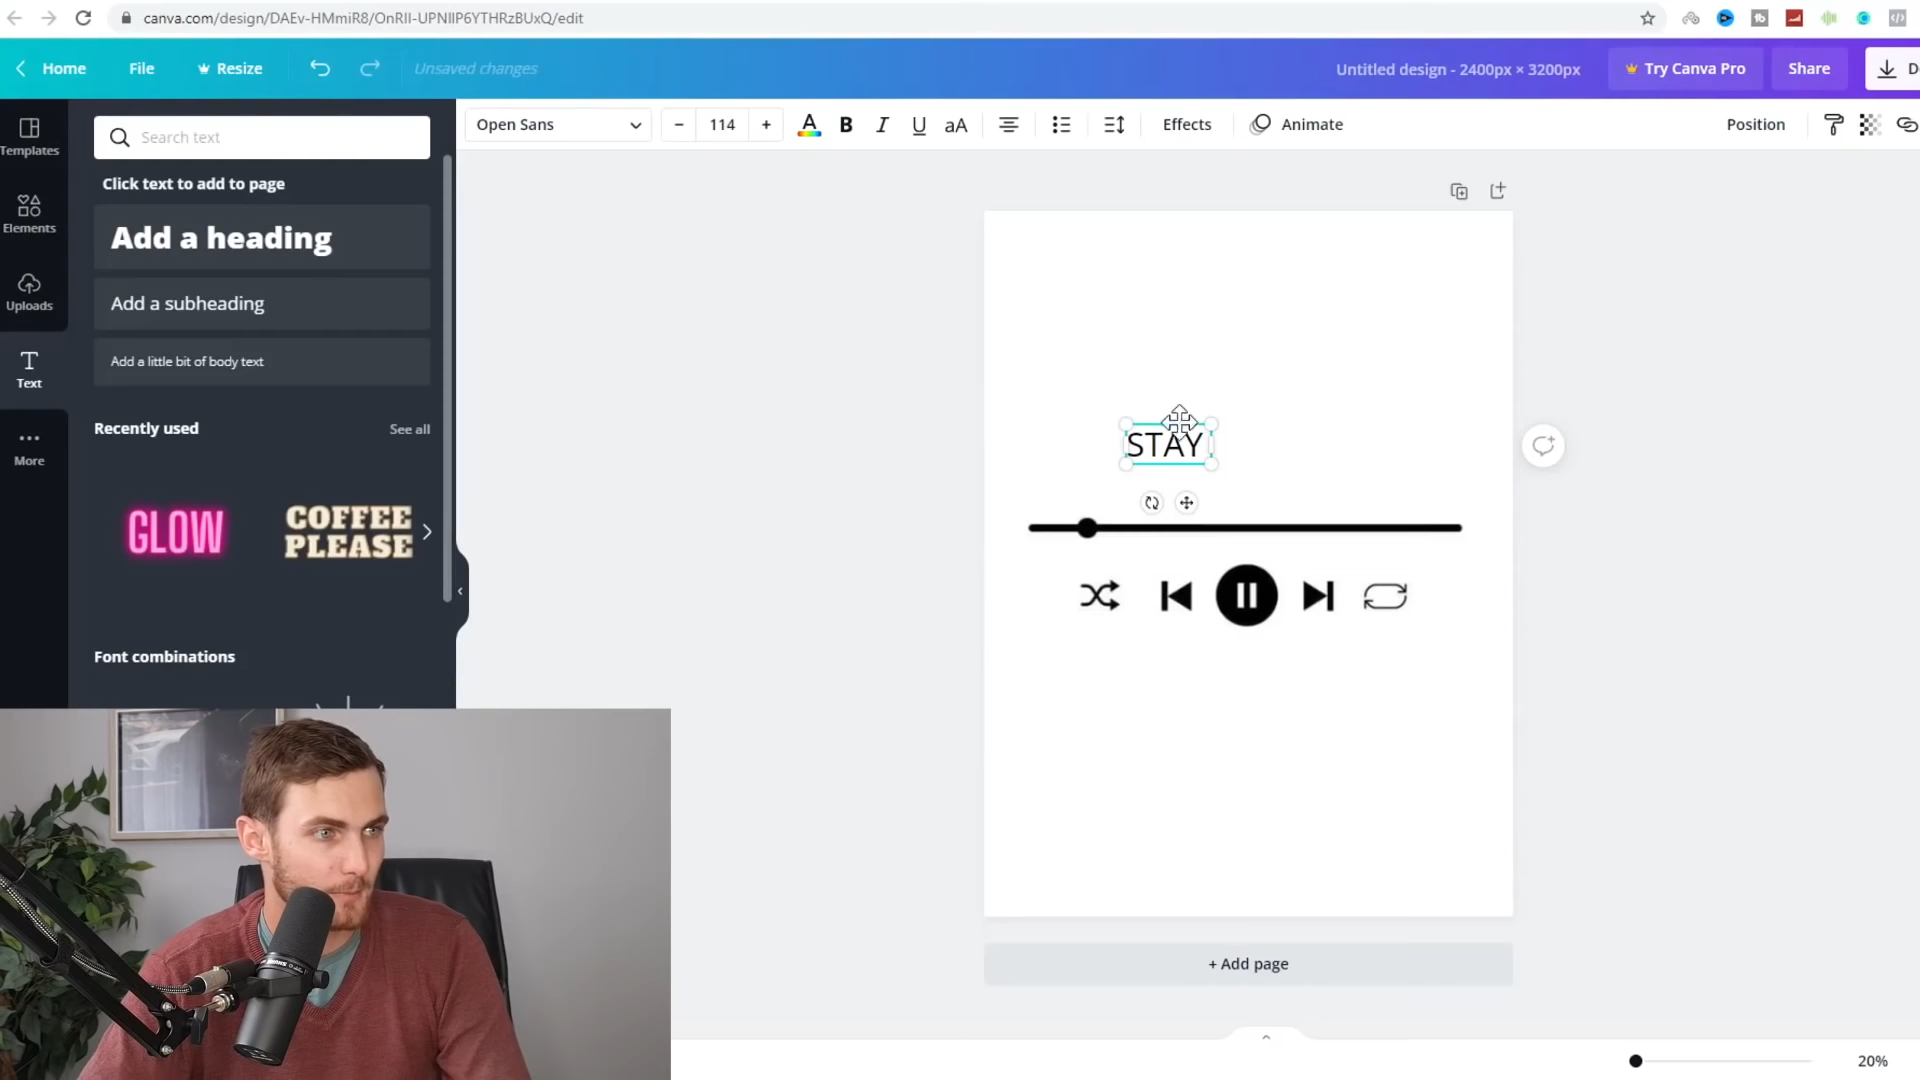 canva.com/design/DAEv-HMmiR8/OnRII-UPNIIP6YTHRzBUxQ/edit
Home File Resize Unsaved changes Untitled design - 2400px × 3200px Try Canva Pro Share
Open Sans - 114 + A B I U aA Effects Animate Position
Templates
Elements
Uploads
Text
More
Search text
Click text to add to page
Add a heading
Add a subheading
Add a little bit of body text
Recently used See all
GLOW
COFFEE
PLEASE
Font combinations
STAY
+ Add page
20%